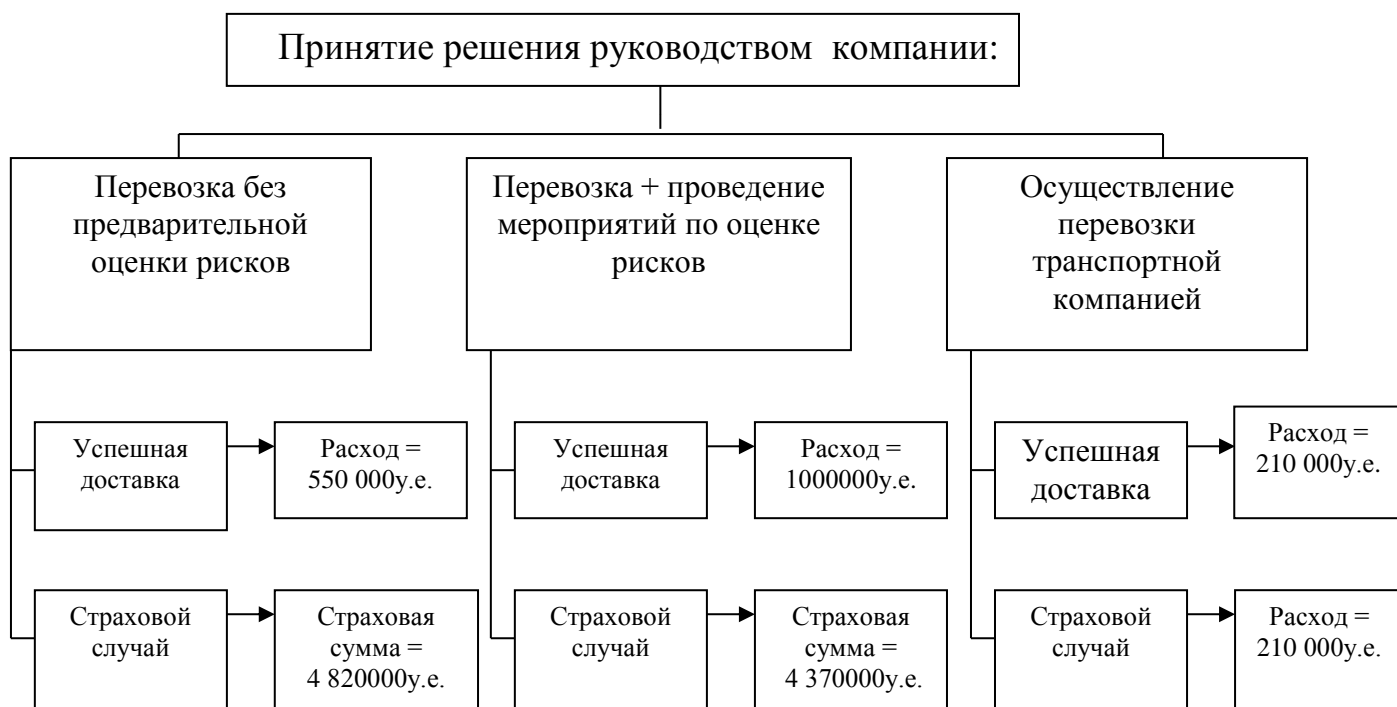 Принятие решения руководством компании:
Перевозка без
предварительной
оценки рисков
Перевозка + проведение
мероприятий по оценке
рисков
Осуществление
перевозки
транспортной
компанией
Успешная
доставка
Расход =
550 000у.е.
Успешная
доставка
Расход =
1000000у.е.
Успешная
доставка
Расход =
210 000у.е.
Страховой
случай
Страховая
сумма =
4 820000у.е.
Страховой
случай
Страховая
сумма =
4 370000у.е.
Страховой
случай
Расход =
210 000у.е.